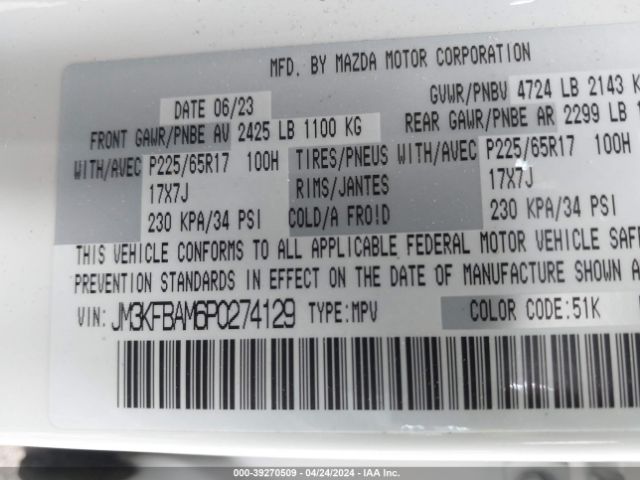 MFD. BY MAZDA MOTOR CORPORATION
DATE 06/23
GVWR/PNBV 4724 LB 2143 K
FRONT GAWR/PNBE AV 2425 LB 1100 KG
REAR GAWR/PNBE AR 2299 LB
WITH/AVEC P225/65R17 100H TIRES/PNEUS WITH/AVEC P225/65R17 100H
17X7J RIMS/JANTES 17X7J
230 KPA/34 PSI COLD/A FROID 230 KPA/34 PSI
THIS VEHICLE CONFORMS TO ALL APPLICABLE FEDERAL MOTOR VEHICLE SAFE
PREVENTION STANDARDS IN EFFECT ON THE DATE OF MANUFACTURE SHOWN A
VIN: JM3KFBAM6P0274129 TYPE:MPV COLOR CODE:51K
000-39270509 - 04/24/2024 - IAA Inc.